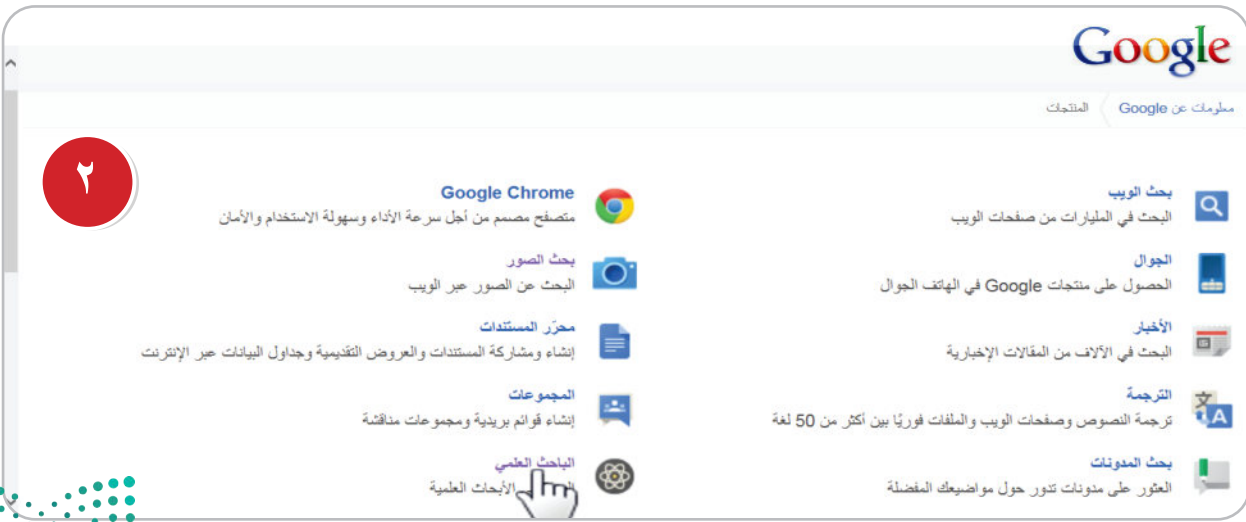 Google
معلومات عن Google
المنتجات
٢
بحث الويب
البحث في المليارات من صفحات الويب
Google Chrome
متصفح مصمم من أجل سرعة الأداء وسهولة الاستخدام والأمان
الجوال
الحصول على منتجات Google في الهاتف الجوال
بحث الصور
البحث عن الصور عبر الويب
الأخبار
البحث في الآلاف من المقالات الإخبارية
محرّر المستندات
إنشاء ومشاركة المستندات والعروض التقديمية وجداول البيانات عبر الإنترنت
الترجمة
ترجمة النصوص وصفحات الويب والملفات فوريًا بين أكثر من 50 لغة
المجموعات
إنشاء قوائم بريدية ومجموعات مناقشة
بحث المدونات
العثور على مدونات تدور حول مواضيعك المفضلة
الباحث العلمي
الأبحاث العلمية